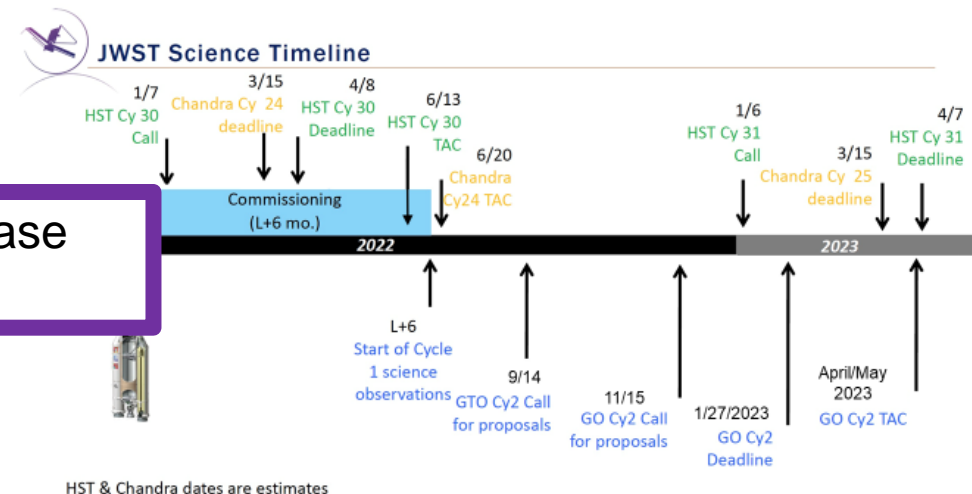 JWST Science Timeline
1/7
HST Cy 30
Call
3/15
Chandra Cy 24
deadline
4/8
HST Cy 30
Deadline
6/13
HST Cy 30
TAC
6/20
Chandra
Cy24 TAC
1/6
HST Cy 31
Call
3/15
Chandra Cy 25
deadline
4/7
HST Cy 31
Deadline
Commissioning
(L+6 mo.)
ase
2022
2023
L+6
Start of Cycle
1 science
observations
9/14
GTO Cy2 Call
for proposals
11/15
GO Cy2 Call
for proposals
1/27/2023
GO Cy2
Deadline
April/May
2023
GO Cy2 TAC
HST & Chandra dates are estimates